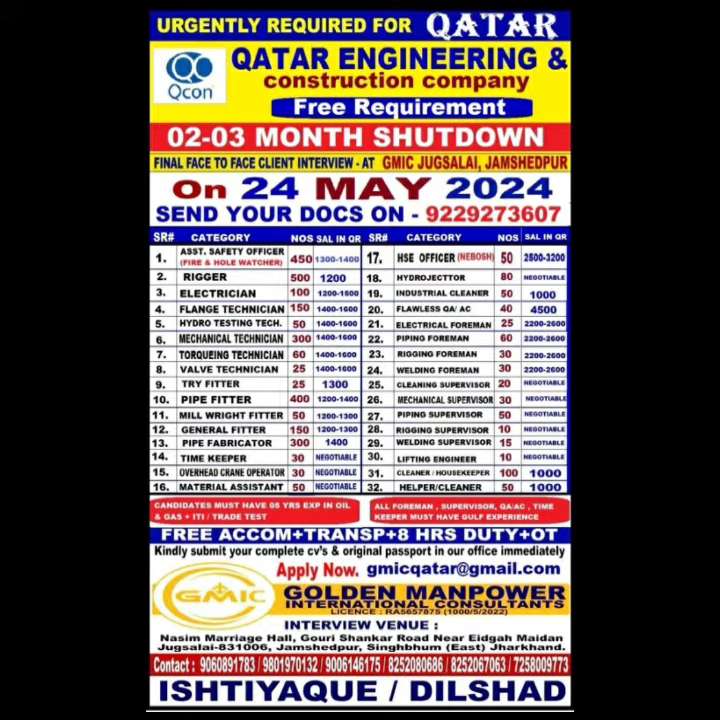 URGENTLY REQUIRED FOR QATAR
Qcon
QATAR ENGINEERING &
construction company
Free Requirement
02-03 MONTH SHUTDOWN
FINAL FACE TO FACE CLIENT INTERVIEW - AT GMIC JUGSALAI, JAMSHEDPUR
On 24 MAY 2024
SEND YOUR DOCS ON - 9229273607
SR# CATEGORY NOS SAL IN QR SR# CATEGORY NOS SAL IN QR
1. ASST. SAFETY OFFICER (FIRE & HOLE WATCHER) 450 1300-1400 17. HSE OFFICER (NEBOSH) 50 2500-3200
2. RIGGER 500 1200 18. HYDROJECTTOR 80 NEGOTIABLE
3. ELECTRICIAN 100 1200-1500 19. INDUSTRIAL CLEANER 50 1000
4. FLANGE TECHNICIAN 150 1400-1600 20. FLAWLESS QA/ AC 40 4500
5. HYDRO TESTING TECH. 50 1400-1600 21. ELECTRICAL FOREMAN 25 2200-2600
6. MECHANICAL TECHNICIAN 300 1400-1600 22. PIPING FOREMAN 60 2200-2600
7. TORQUEING TECHNICIAN 60 1400-1600 23. RIGGING FOREMAN 30 2200-2600
8. VALVE TECHNICIAN 25 1400-1600 24. WELDING FOREMAN 30 2200-2600
9. TRY FITTER 25 1300 25. CLEANING SUPERVISOR 20 NEGOTIABLE
10. PIPE FITTER 400 1200-1400 26. MECHANICAL SUPERVISOR 30 NEGOTIABLE
11. MILL WRIGHT FITTER 50 1200-1300 27. PIPING SUPERVISOR 50 NEGOTIABLE
12. GENERAL FITTER 150 1200-1300 28. RIGGING SUPERVISOR 10 NEGOTIABLE
13. PIPE FABRICATOR 300 1400 29. WELDING SUPERVISOR 15 NEGOTIABLE
14. TIME KEEPER 30 NEGOTIABLE 30. LIFTING ENGINEER 10 NEGOTIABLE
15. OVERHEAD CRANE OPERATOR 30 NEGOTIABLE 31. CLEANER / HOUSEKEEPER 100 1000
16. MATERIAL ASSISTANT 50 NEGOTIABLE 32. HELPER/CLEANER 50 1000
CANDIDATES MUST HAVE 05 YRS EXP IN OIL
& GAS + ITI / TRADE TEST
ALL FOREMAN , SUPERVISOR, QA/AC , TIME
KEEPER MUST HAVE GULF EXPERIENCE
FREE ACCOM+TRANSP+8 HRS DUTY+OT
Kindly submit your complete cv's & original passport in our office immediately
Apply Now. gmicqatar@gmail.com
GMIC
GOLDEN MANPOWER
INTERNATIONAL CONSULTANTS
LICENCE : RA5657875 (1000/5/2022)
INTERVIEW VENUE :
Nasim Marriage Hall, Gouri Shankar Road Near Eidgah Maidan
Jugsalai-831006, Jamshedpur, Singhbhum (East) Jharkhand.
Contact : 9060891783 / 9801970132 / 9006146175 / 8252080686 / 8252067063 / 7258009773
ISHTIYAQUE / DILSHAD